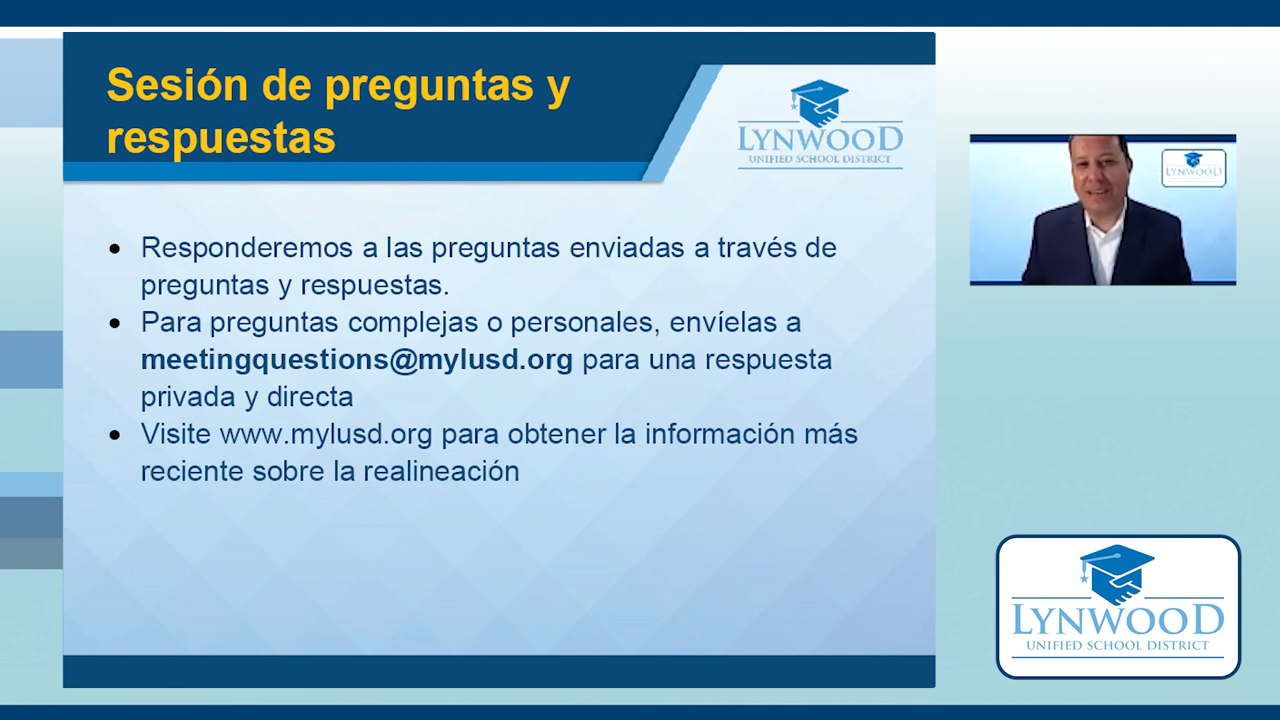 Sesión de preguntas y
respuestas
LYNWOOD
UNIFIED SCHOOL DISTRICT
• Responderemos a las preguntas enviadas a través de
preguntas y respuestas.
• Para preguntas complejas o personales, envíelas a
meetingquestions@mylusd.org para una respuesta
privada y directa
• Visite www.mylusd.org para obtener la información más
reciente sobre la realineación
LYNWOOD
LYNWOOD
UNIFIED SCHOOL DISTRICT